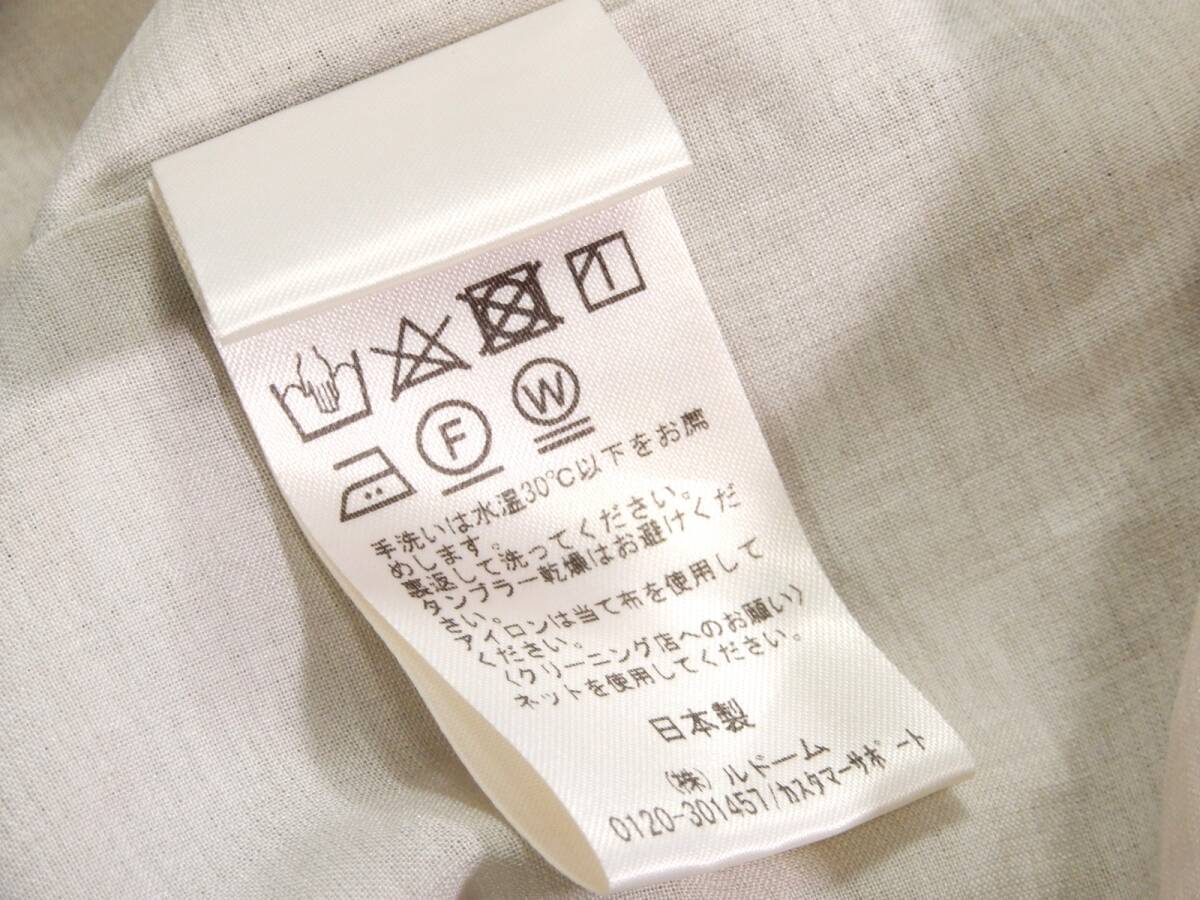 F W
手洗いは水温30℃以下をお薦
めします。
裏返して洗ってください。
タンブラー乾燥はお避けくだ
さい。
アイロンは当て布を使用して
ください。
〈クリーニング店へのお願い〉
ネットを使用してください。
日本製
(株) ルドーム
0120-301457/カスタマーサポート